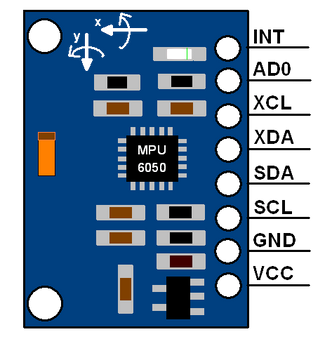 x
y
INT
AD0
XCL
XDA
MPU
6050
SDA
SCL
GND
VCC